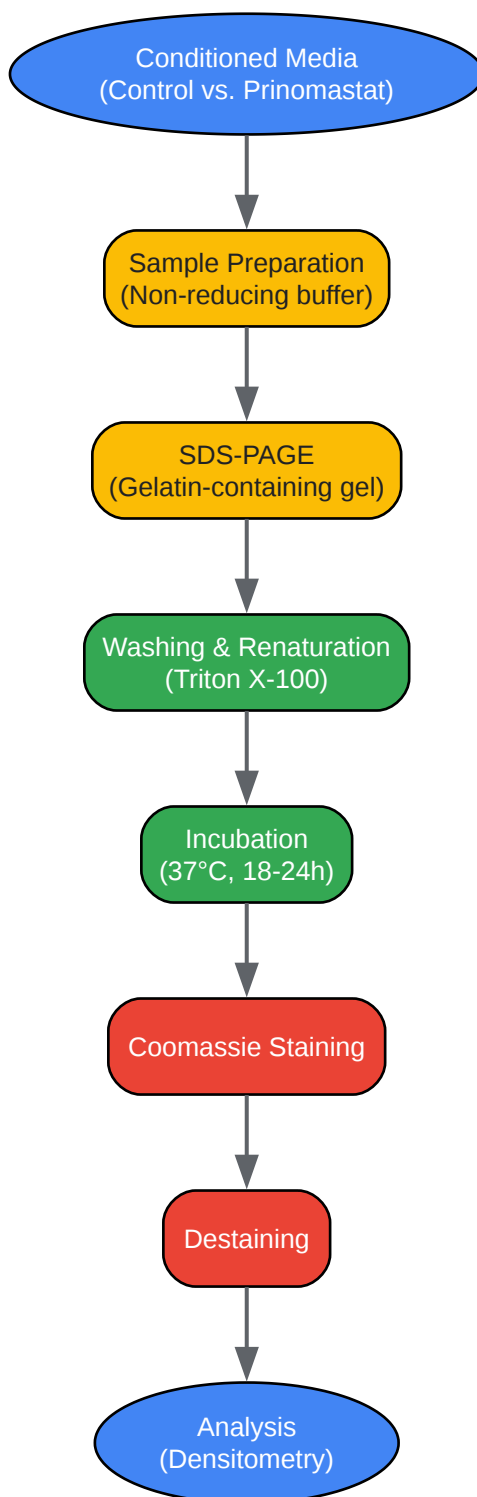 Conditioned Media
(Control vs. Prinomastat)
Sample Preparation
(Non-reducing buffer)
SDS-PAGE
(Gelatin-containing gel)
Washing & Renaturation
(Triton X-100)
Incubation
(37°C, 18-24h)
Coomassie Staining
Destaining
Analysis
(Densitometry)